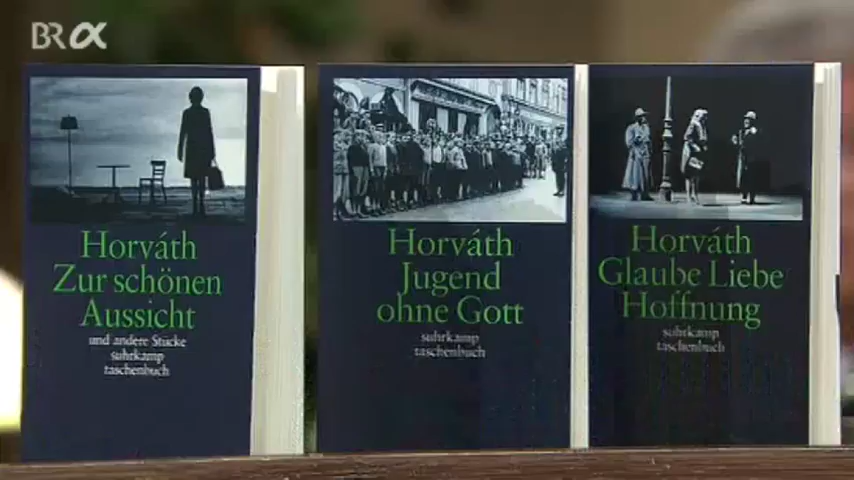 BRα
Horváth
Zur schönen
Aussicht
und andere Stücke
suhrkamp
taschenbuch
Horváth
Jugend
ohne Gott
suhrkamp
taschenbuch
Horváth
Glaube Liebe
Hoffnung
suhrkamp
taschenbuch